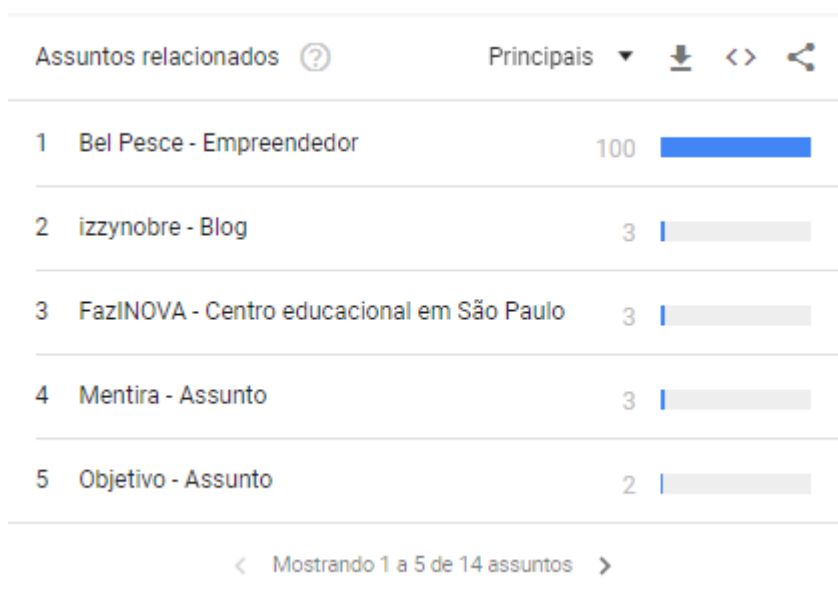 Assuntos relacionados ? Principais
1 Bel Pesce - Empreendedor 100
2 izzynobre - Blog 3
3 FazINOVA - Centro educacional em São Paulo 3
4 Mentira - Assunto 3
5 Objetivo - Assunto 2
Mostrando 1 a 5 de 14 assuntos